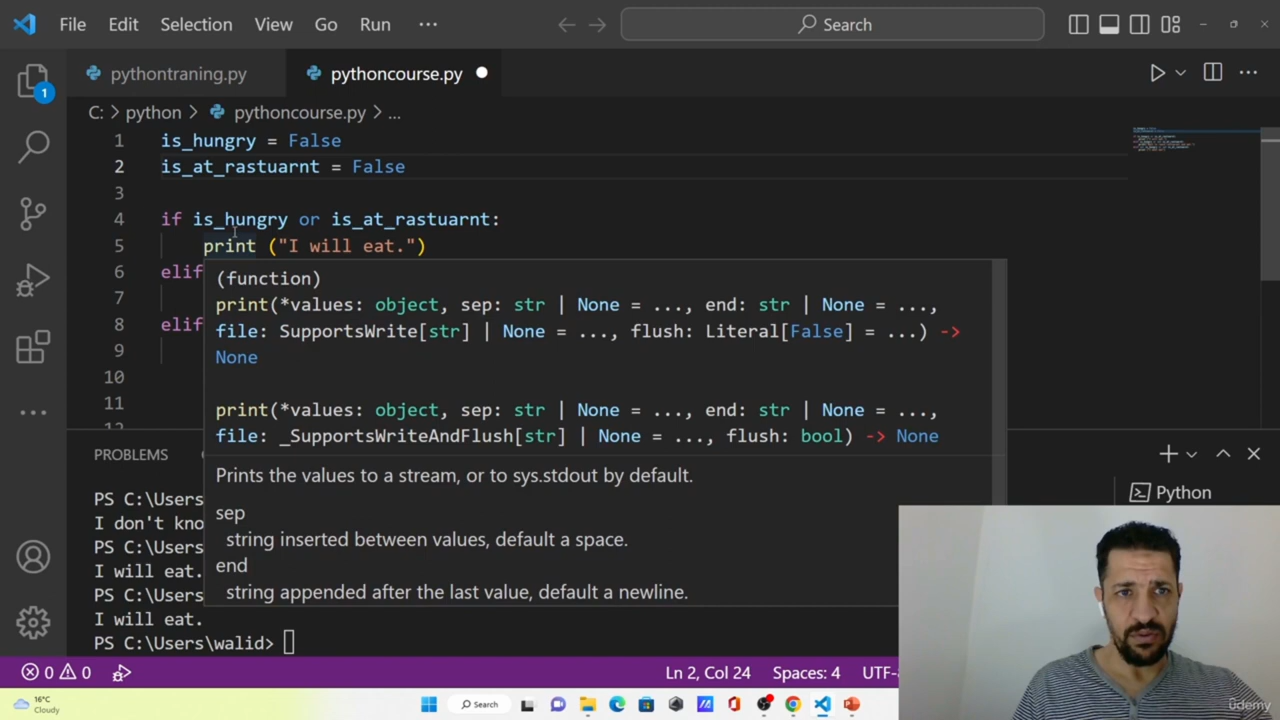 File Edit Selection View Go Run ... Search
pythontraning.py pythoncourse.py
C: > python > pythoncourse.py > ...
1 is_hungry = False
2 is_at_rastuarnt = False
3
4 if is_hungry or is_at_rastuarnt:
5 print ("I will eat.")
6 elif
7
8 elif
9
10
11
(function)
print(*values: object, sep: str | None = ..., end: str | None = ...,
file: SupportsWrite[str] | None = ..., flush: Literal[False] = ...) ->
None
print(*values: object, sep: str | None = ..., end: str | None = ...,
file: _SupportsWriteAndFlush[str] | None = ..., flush: bool) -> None
Prints the values to a stream, or to sys.stdout by default.
sep
string inserted between values, default a space.
end
string appended after the last value, default a newline.
PROBLEMS
Python
PS C:\Users
I don't kno
PS C:\Users
I will eat.
PS C:\Users
I will eat.
PS C:\Users\walid>
0 0 Ln 2, Col 24 Spaces: 4 UTF-8
16°C
Cloudy
Search
ûdemy